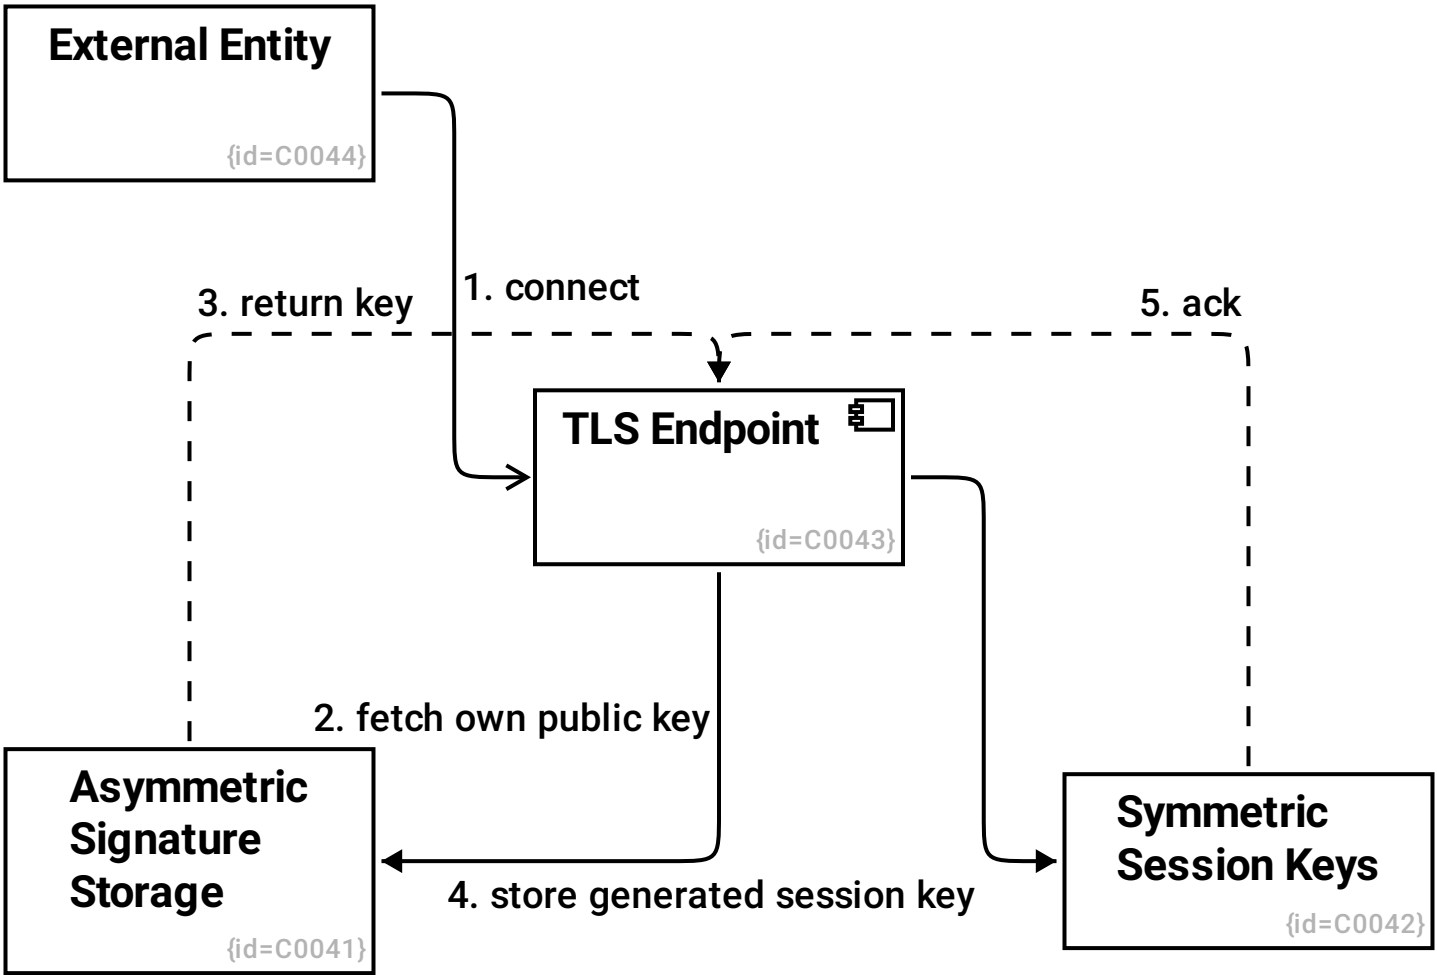 External Entity
{id=C0044}
1. connect
3. return key
5. ack
TLS Endpoint
{id=C0043}
2. fetch own public key
Asymmetric
Signature
Storage
{id=C0041}
4. store generated session key
Symmetric
Session Keys
{id=C0042}